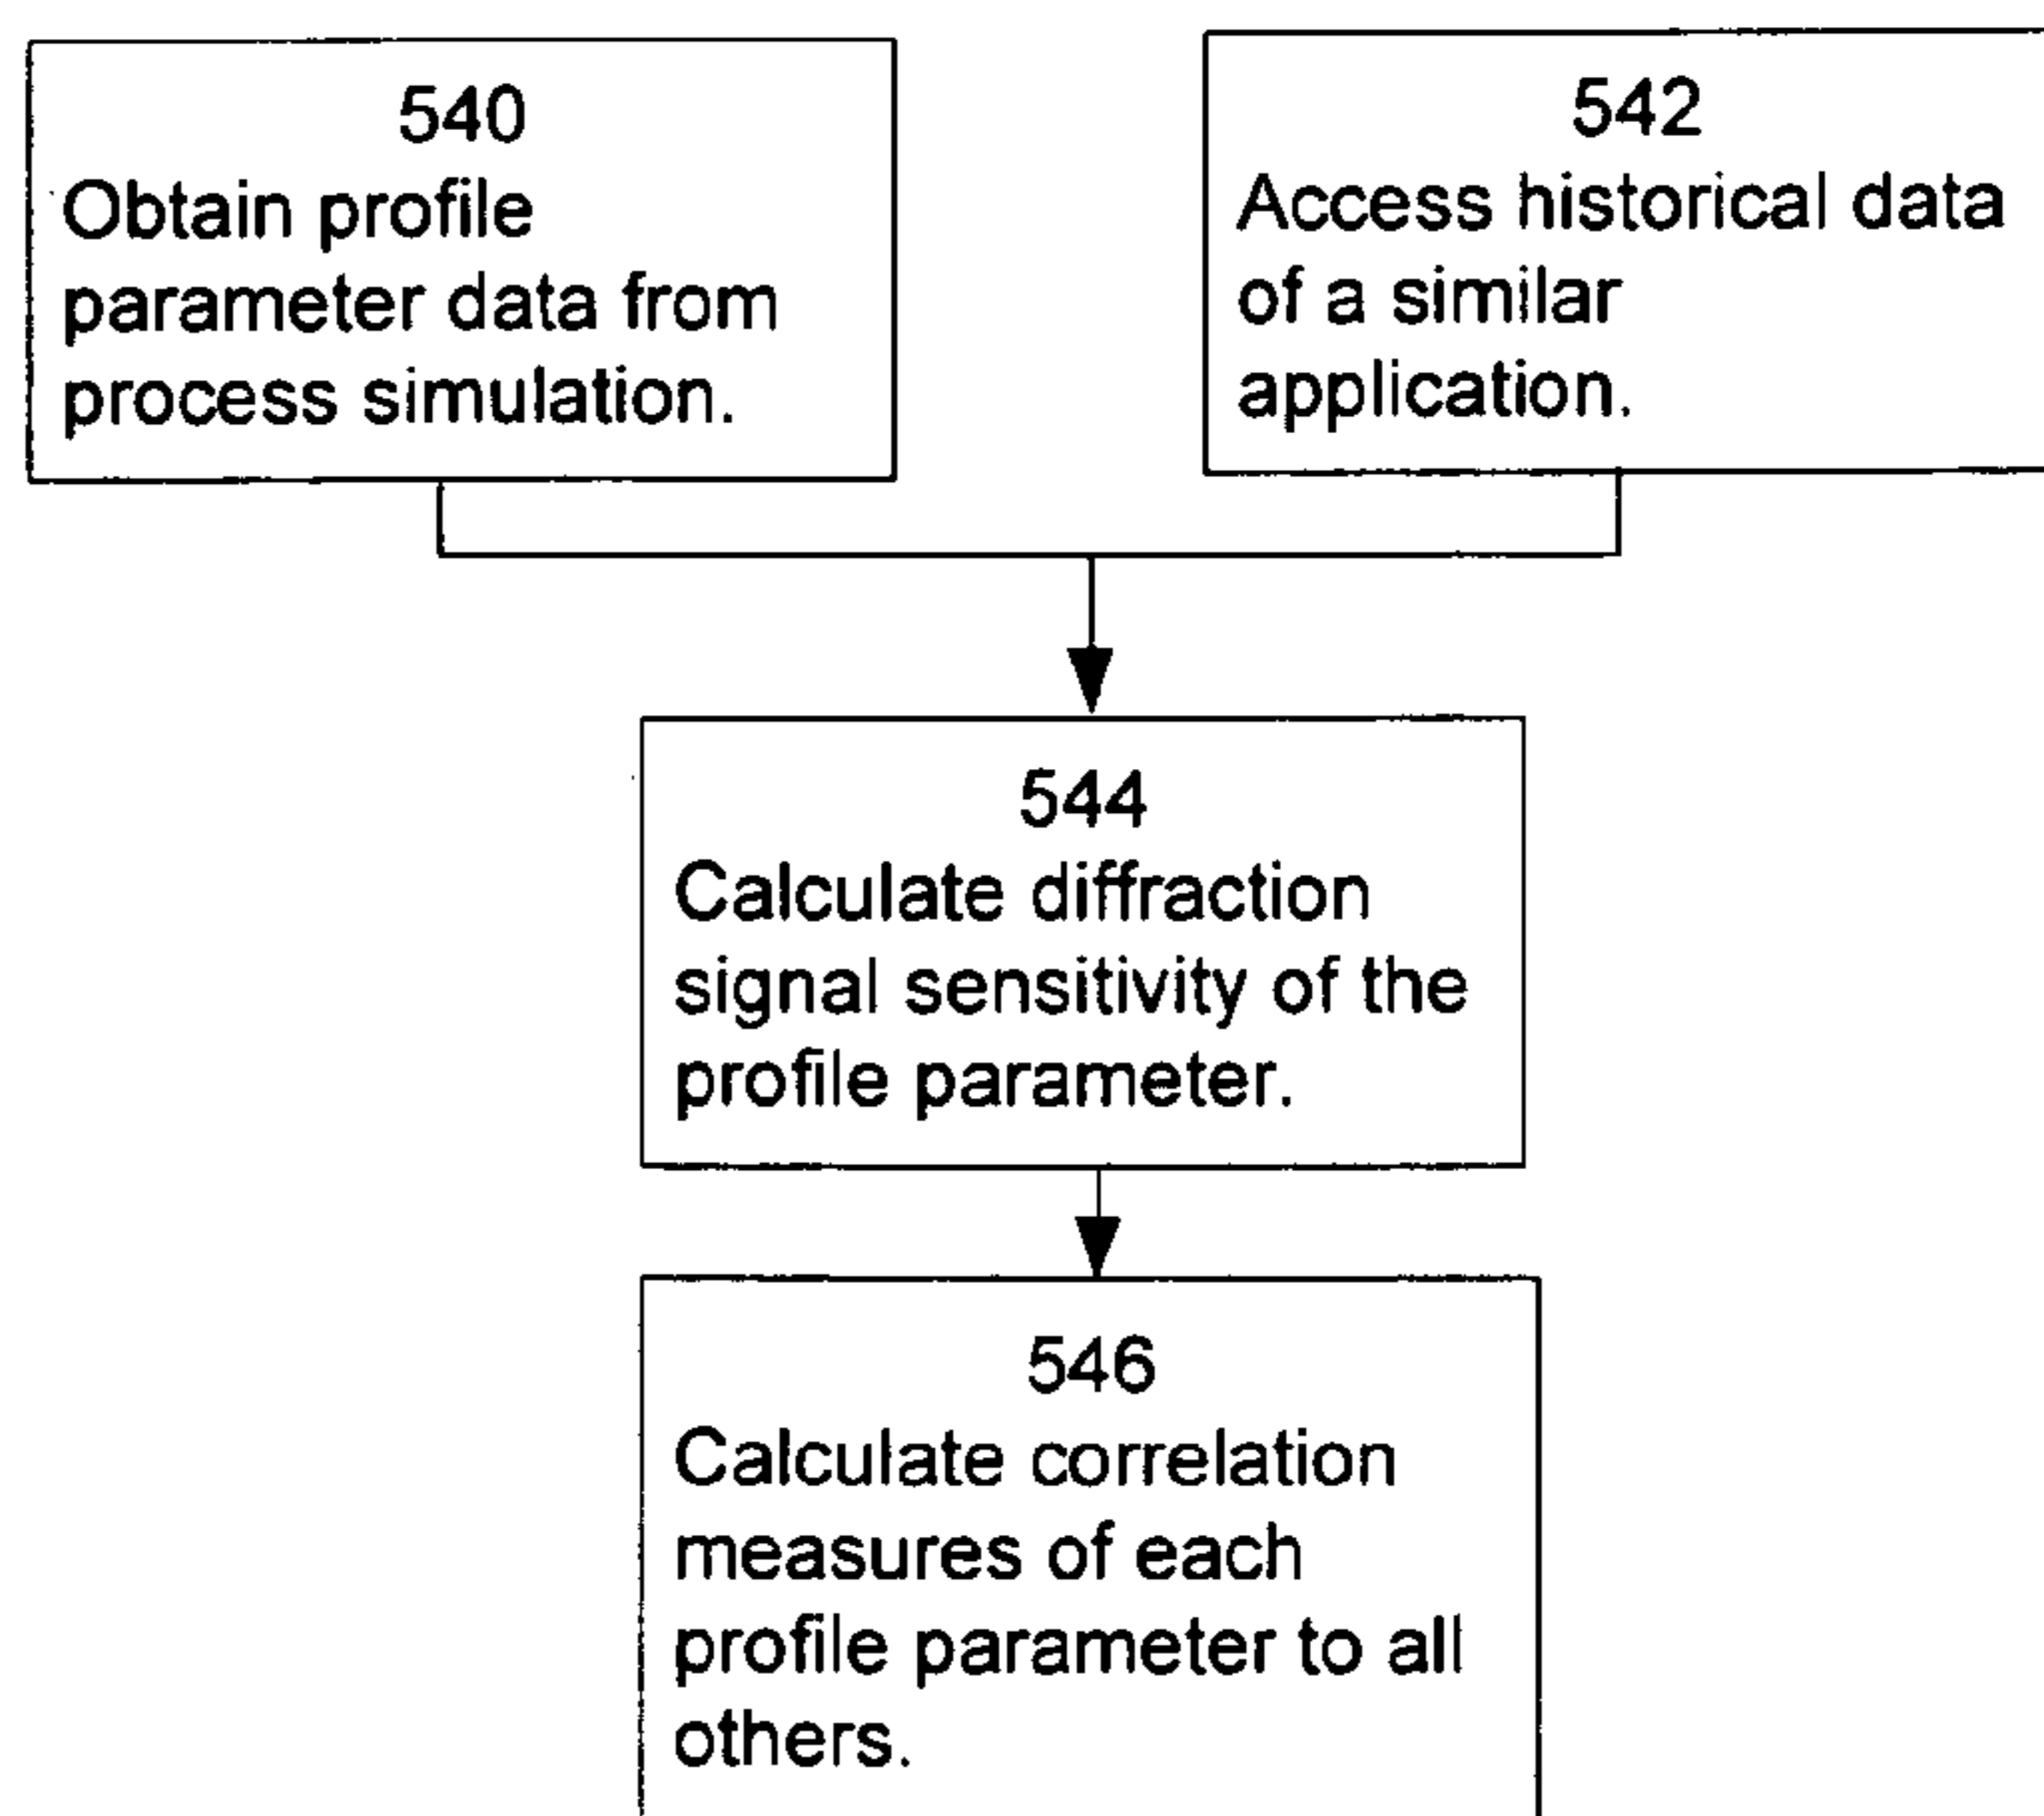 540
Obtain profile
parameter data from
process simulation.
542
Access historical data
of a similar
application.
544
Calculate diffraction
signal sensitivity of the
profile parameter.
546
Calculate correlation
measures of each
profile parameter to all
others.